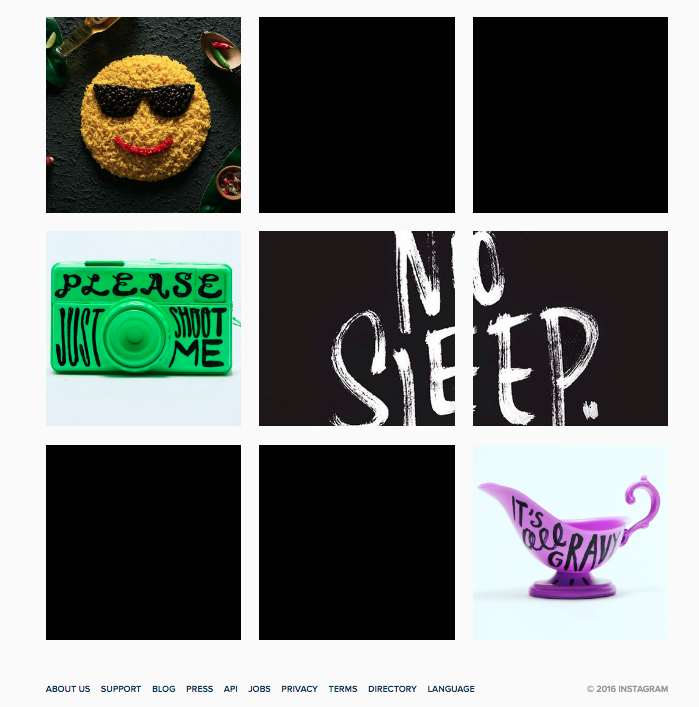 PLEASE
JUST SHOOT
ME
NO
SLEEP.
IT'S
all
GRAVY
ABOUT US SUPPORT BLOG PRESS API JOBS PRIVACY TERMS DIRECTORY LANGUAGE © 2016 INSTAGRAM